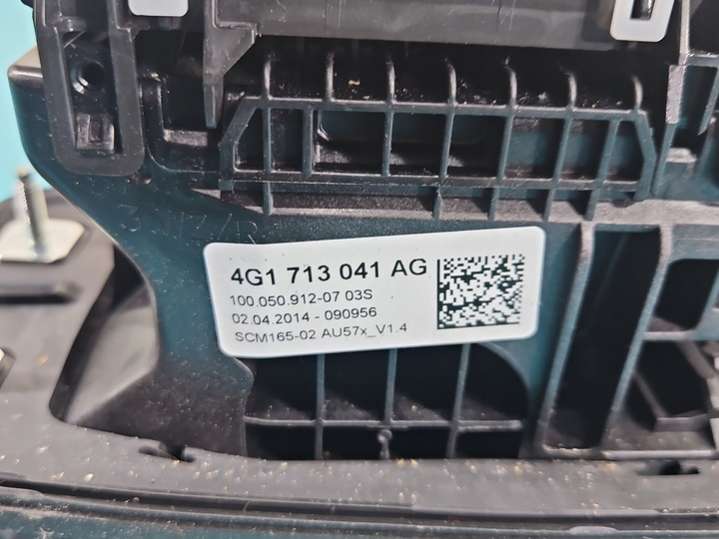 4G1 713 041 AG
100.050.912-07 03S
02.04.2014 - 090956
SCM165-02 AU57x_V1.4